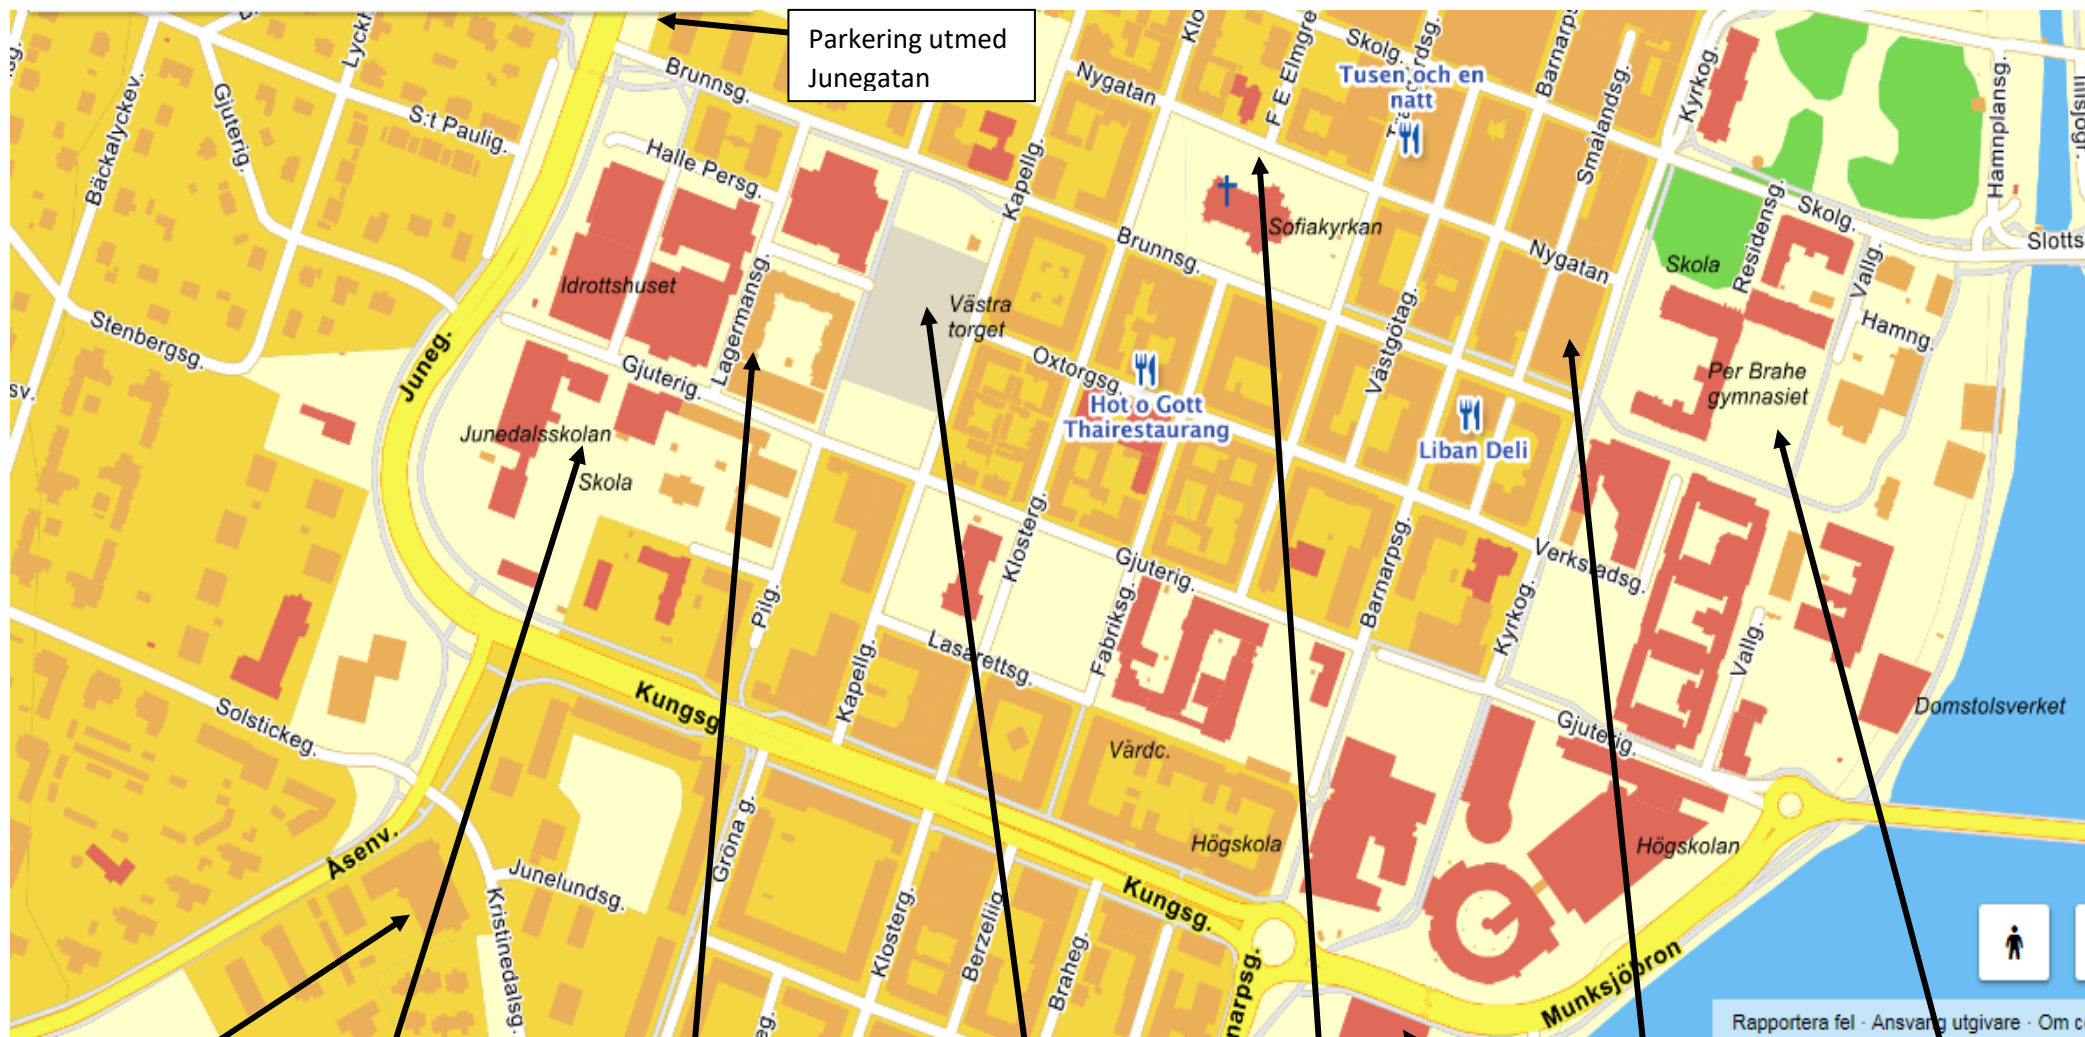 Parkering utmed
Junegatan
Brunnsg.
Nygatan
Skolg.
F E Elmgre
Barnarps
Smålandsg.
Kyrkog.
Hamnplansg.
Tusen och en
natt
Gjuterig.
Bäckalyckev.
S:t Paulig.
Halle Persg.
Kapellg.
Sofiakyrkan
Brunnsg.
Nygatan
Skola
Residensg.
Skolg.
Vallg.
Slotts
Idrottshuset
Lagermansg.
Västra
torget
Hamng.
Stenbergsg.
Juneg.
Gjuterig.
Oxtorgsg.
Västgötag.
Per Brahe
gymnasiet
Hot o Gott
Thairestaurang
Liban Deli
sv.
Junedalsskolan
Skola
Klosterg.
Gjuterig.
Barnarpsg.
Verkstadsg.
Pilg.
Fabriksg.
Kyrkog.
Vallg.
Lasarettsg.
Kapellg.
Kungsg
Solstickeg.
Vårdc.
Gjuterig.
Domstolsverket
Högskola
Högskolan
Gröna g.
Åsenv.
Junelundsg.
Kristinedalsg.
Klosterg.
Berzeliig.
Braheg.
Kungsg.
narpsg.
Munksjöbron
eg.
Rapportera fel · Ansvarig utgivare · Om c